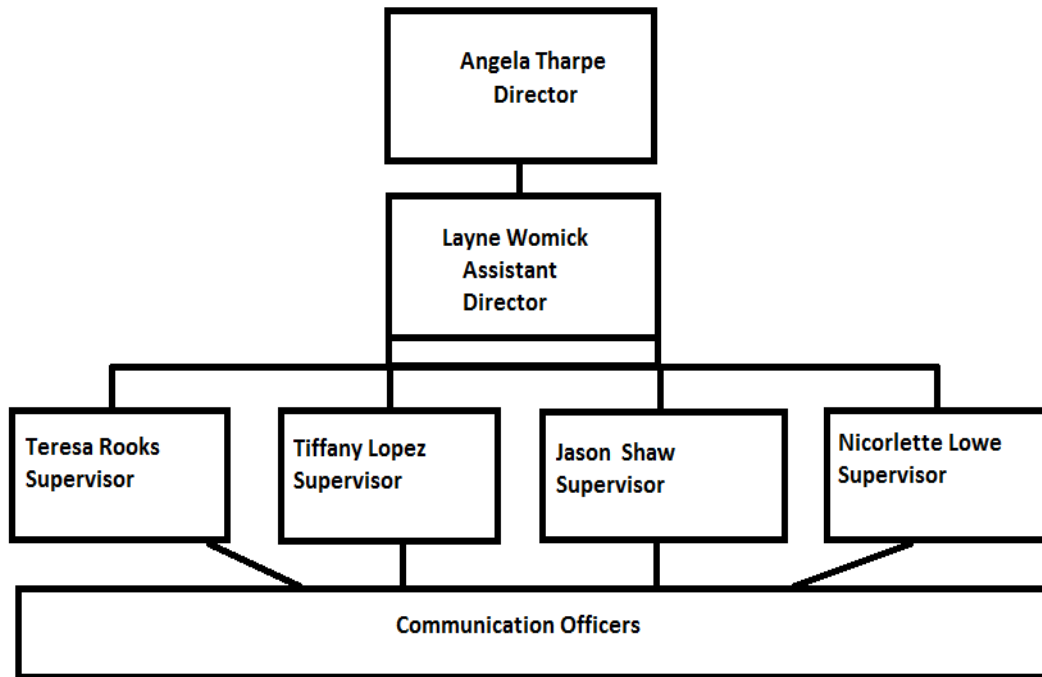 Angela Tharpe
Director
Layne Womick
Assistant
Director
Teresa Rooks
Supervisor
Tiffany Lopez
Supervisor
Jason Shaw
Supervisor
Nicorlette Lowe
Supervisor
Communication Officers